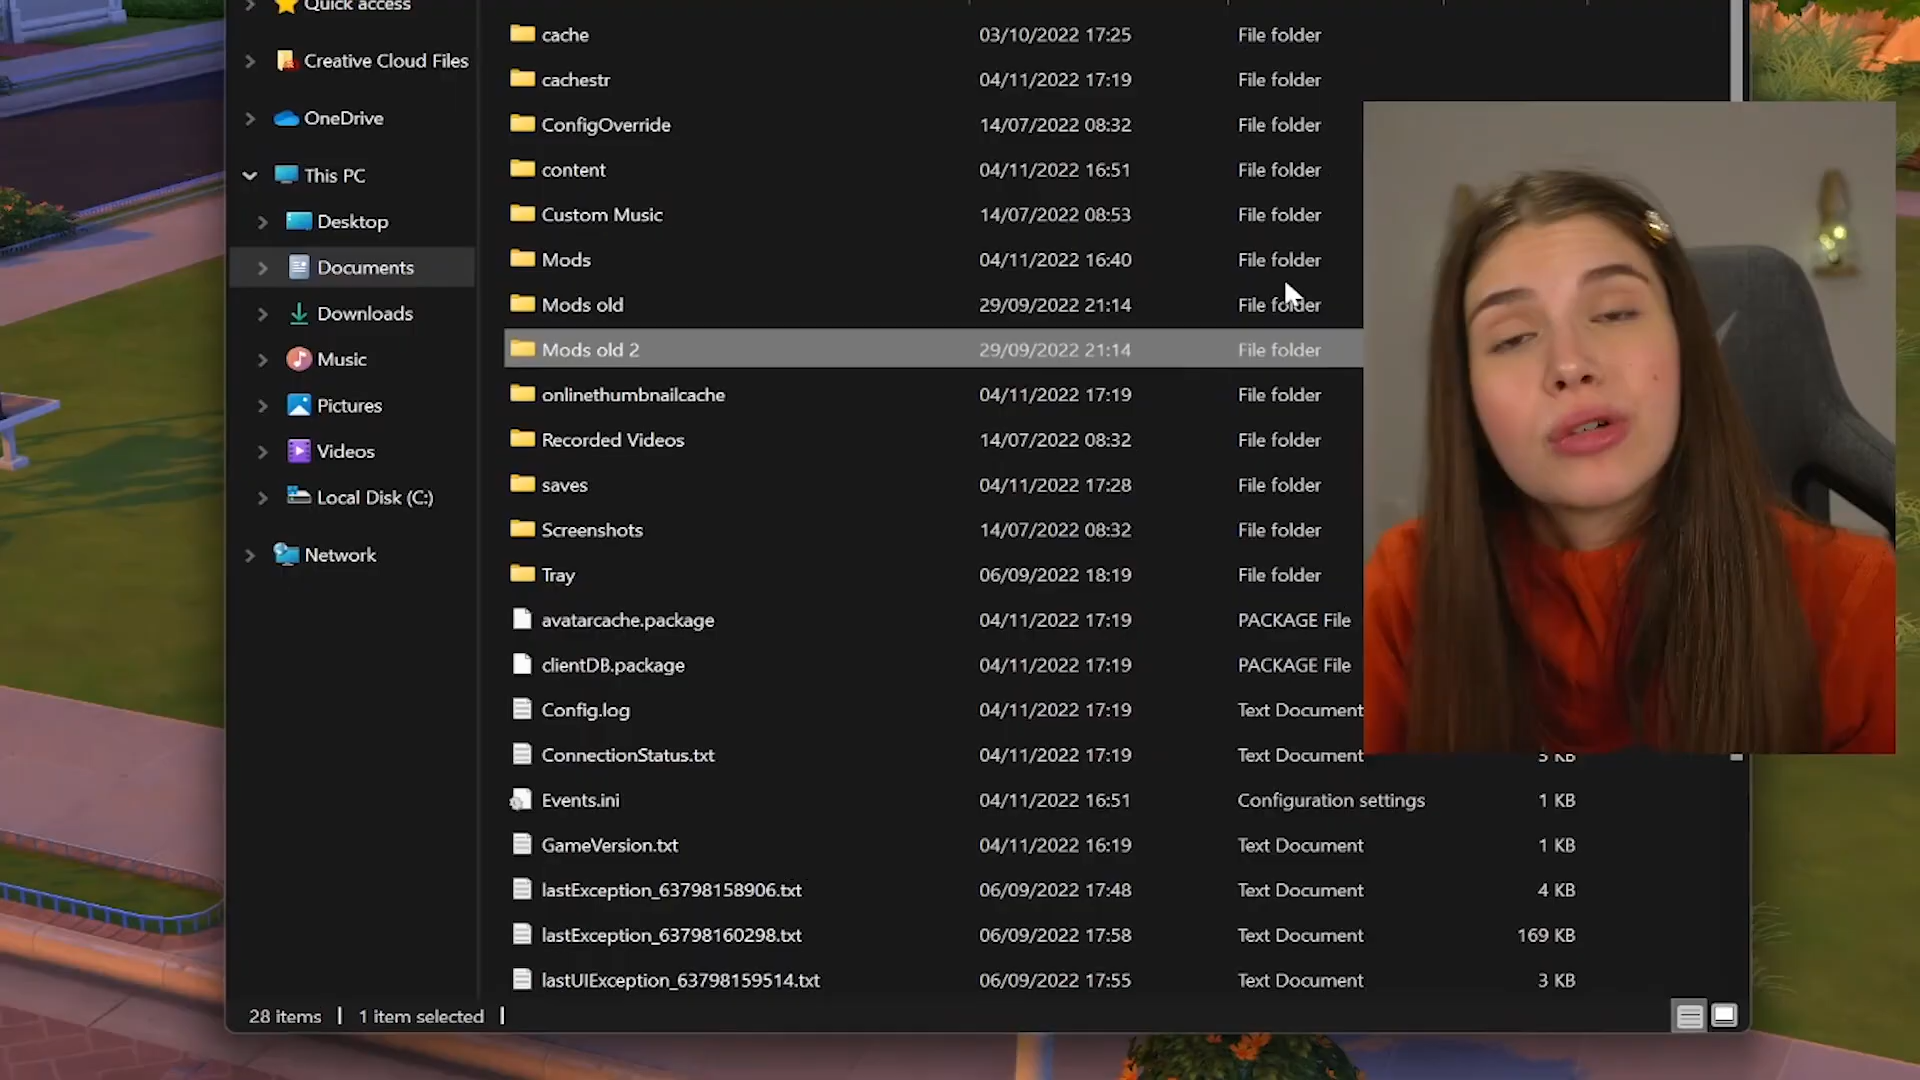 Quick access
Creative Cloud Files
OneDrive
This PC
Desktop
Documents
Downloads
Music
Pictures
Videos
Local Disk (C:)
Network
cache 03/10/2022 17:25 File folder
cachestr 04/11/2022 17:19 File folder
ConfigOverride 14/07/2022 08:32 File folder
content 04/11/2022 16:51 File folder
Custom Music 14/07/2022 08:53 File folder
Mods 04/11/2022 16:40 File folder
Mods old 29/09/2022 21:14 File folder
Mods old 2 29/09/2022 21:14 File folder
onlinethumbnailcache 04/11/2022 17:19 File folder
Recorded Videos 14/07/2022 08:32 File folder
saves 04/11/2022 17:28 File folder
Screenshots 14/07/2022 08:32 File folder
Tray 06/09/2022 18:19 File folder
avatarcache.package 04/11/2022 17:19 PACKAGE File
clientDB.package 04/11/2022 17:19 PACKAGE File
Config.log 04/11/2022 17:19 Text Document
ConnectionStatus.txt 04/11/2022 17:19 Text Document 3 KB
Events.ini 04/11/2022 16:51 Configuration settings 1 KB
GameVersion.txt 04/11/2022 16:19 Text Document 1 KB
lastException_63798158906.txt 06/09/2022 17:48 Text Document 4 KB
lastException_63798160298.txt 06/09/2022 17:58 Text Document 169 KB
lastUIException_63798159514.txt 06/09/2022 17:55 Text Document 3 KB
28 items 1 item selected